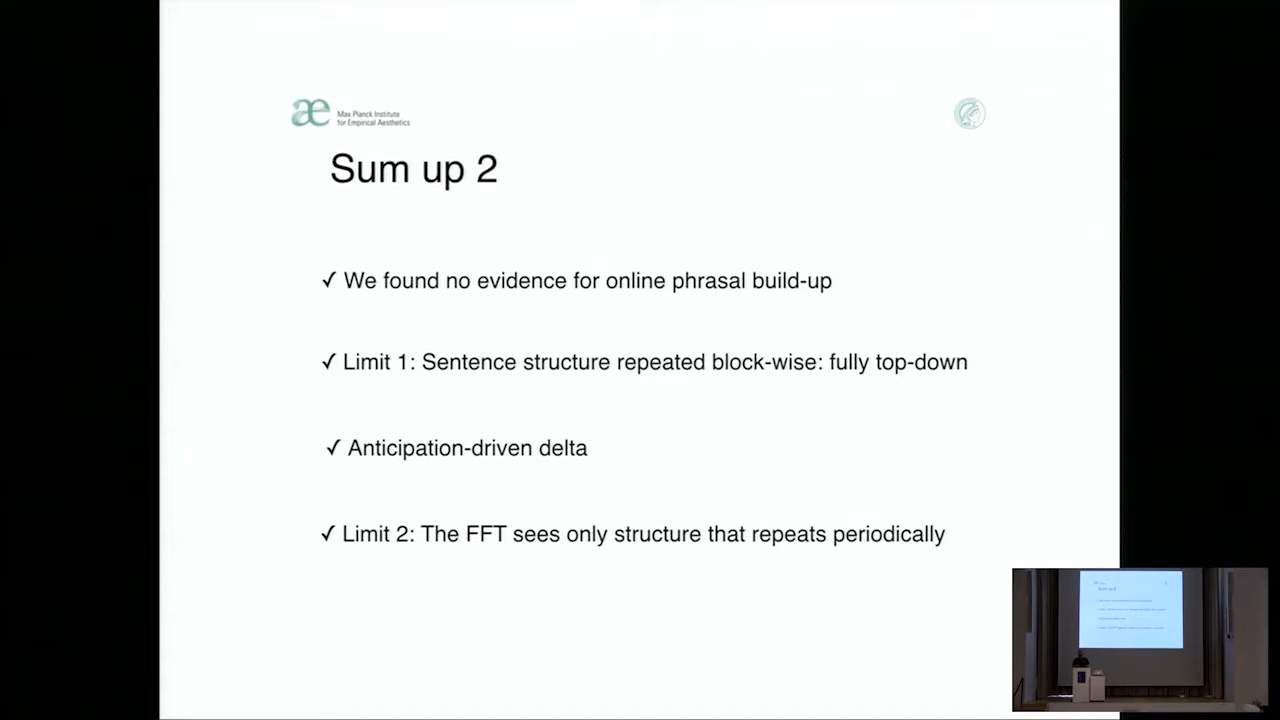 æ
Max Planck Institute
for Empirical Aesthetics
Sum up 2
✓ We found no evidence for online phrasal build-up
✓ Limit 1: Sentence structure repeated block-wise: fully top-down
✓ Anticipation-driven delta
✓ Limit 2: The FFT sees only structure that repeats periodically